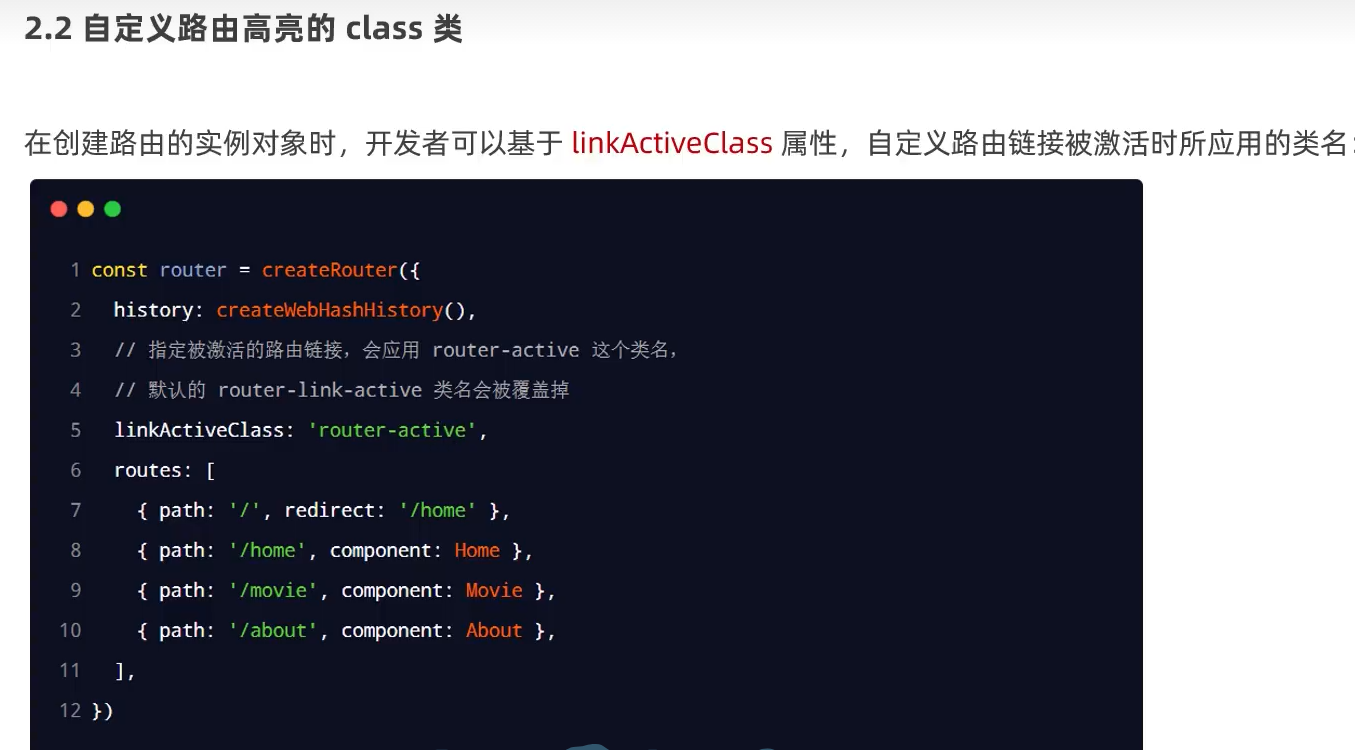 2.2 自定义路由高亮的 class 类
在创建路由的实例对象时，开发者可以基于 linkActiveClass 属性，自定义路由链接被激活时所应用的类名：
1 const router = createRouter({
2   history: createWebHashHistory(),
3   // 指定被激活的路由链接，会应用 router-active 这个类名，
4   // 默认的 router-link-active 类名会被覆盖掉
5   linkActiveClass: 'router-active',
6   routes: [
7     { path: '/', redirect: '/home' },
8     { path: '/home', component: Home },
9     { path: '/movie', component: Movie },
10     { path: '/about', component: About },
11   ],
12 })